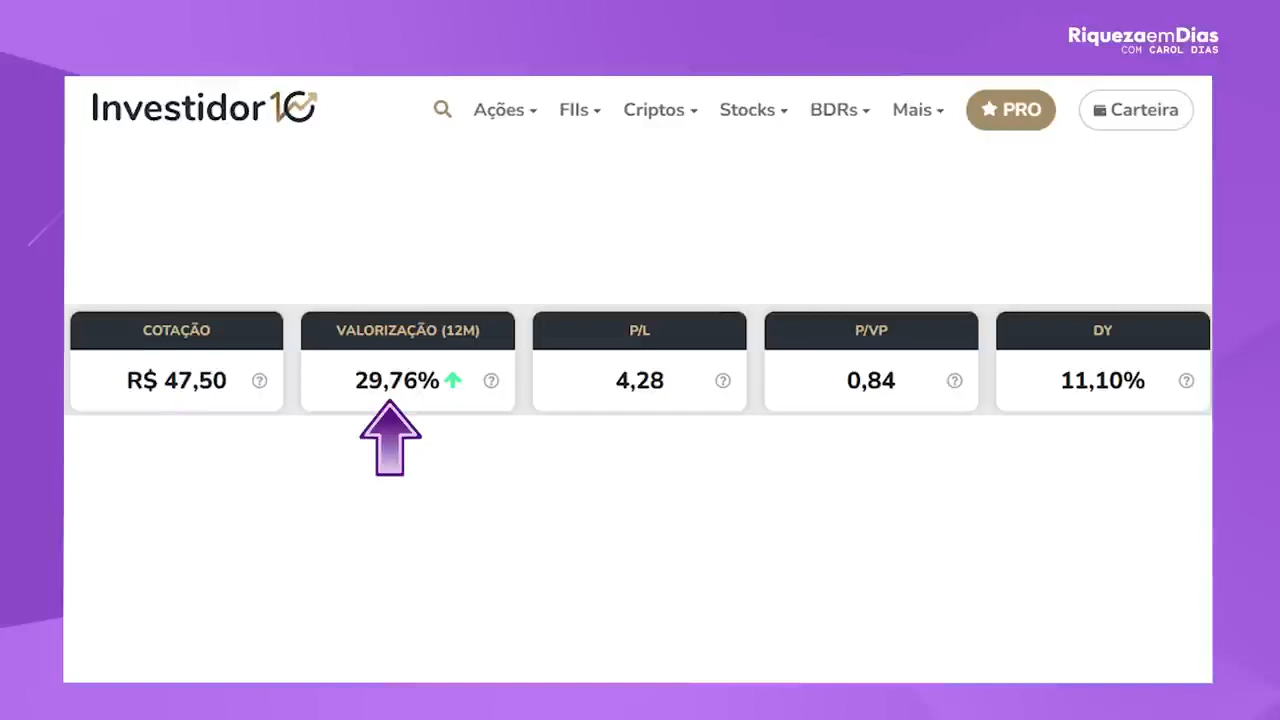 RiquezaemDias
COM CAROL DIAS
Investidor10
Ações FIIs Criptos Stocks BDRs Mais PRO Carteira
COTAÇÃO VALORIZAÇÃO (12M) P/L P/VP DY
R$ 47,50 ? 29,76% ? 4,28 ? 0,84 ? 11,10% ?